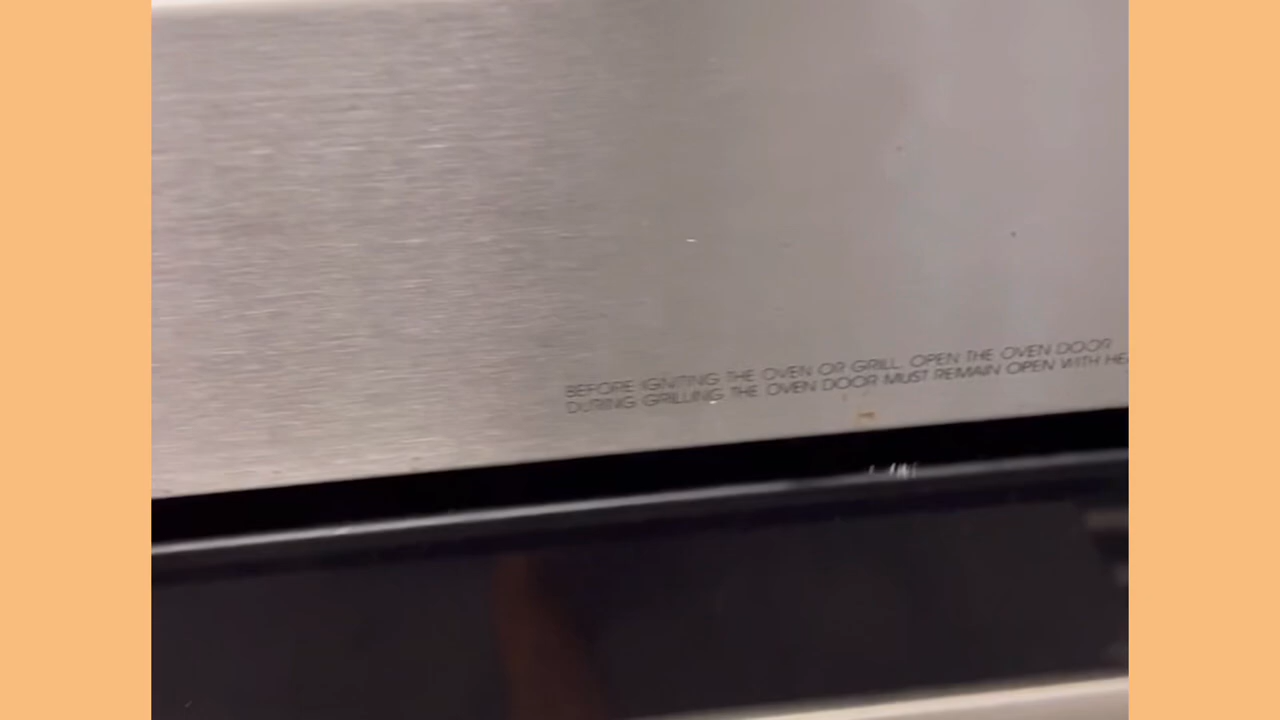 BEFORE IGNITING THE OVEN OR GRILL, OPEN THE OVEN DOOR
DURING GRILLING THE OVEN DOOR MUST REMAIN OPEN WITH